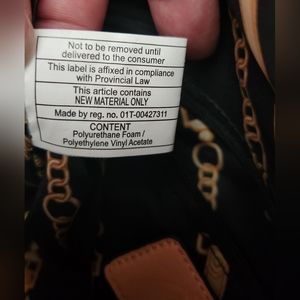 Not to be removed until
delivered to the consumer
This label is affixed in compliance
with Provincial Law
This article contains
NEW MATERIAL ONLY
Made by reg. no. 01T-00427311
CONTENT
Polyurethane Foam /
Polyethylene Vinyl Acetate